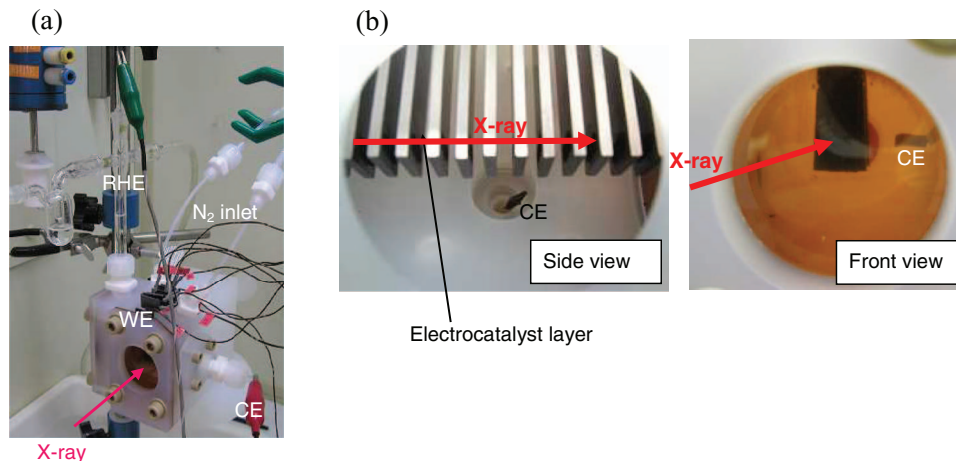 (a)
(b)
RHE
N₂ inlet
WE
CE
X-ray
X-ray
CE
Side view
Electrocatalyst layer
X-ray
CE
Front view